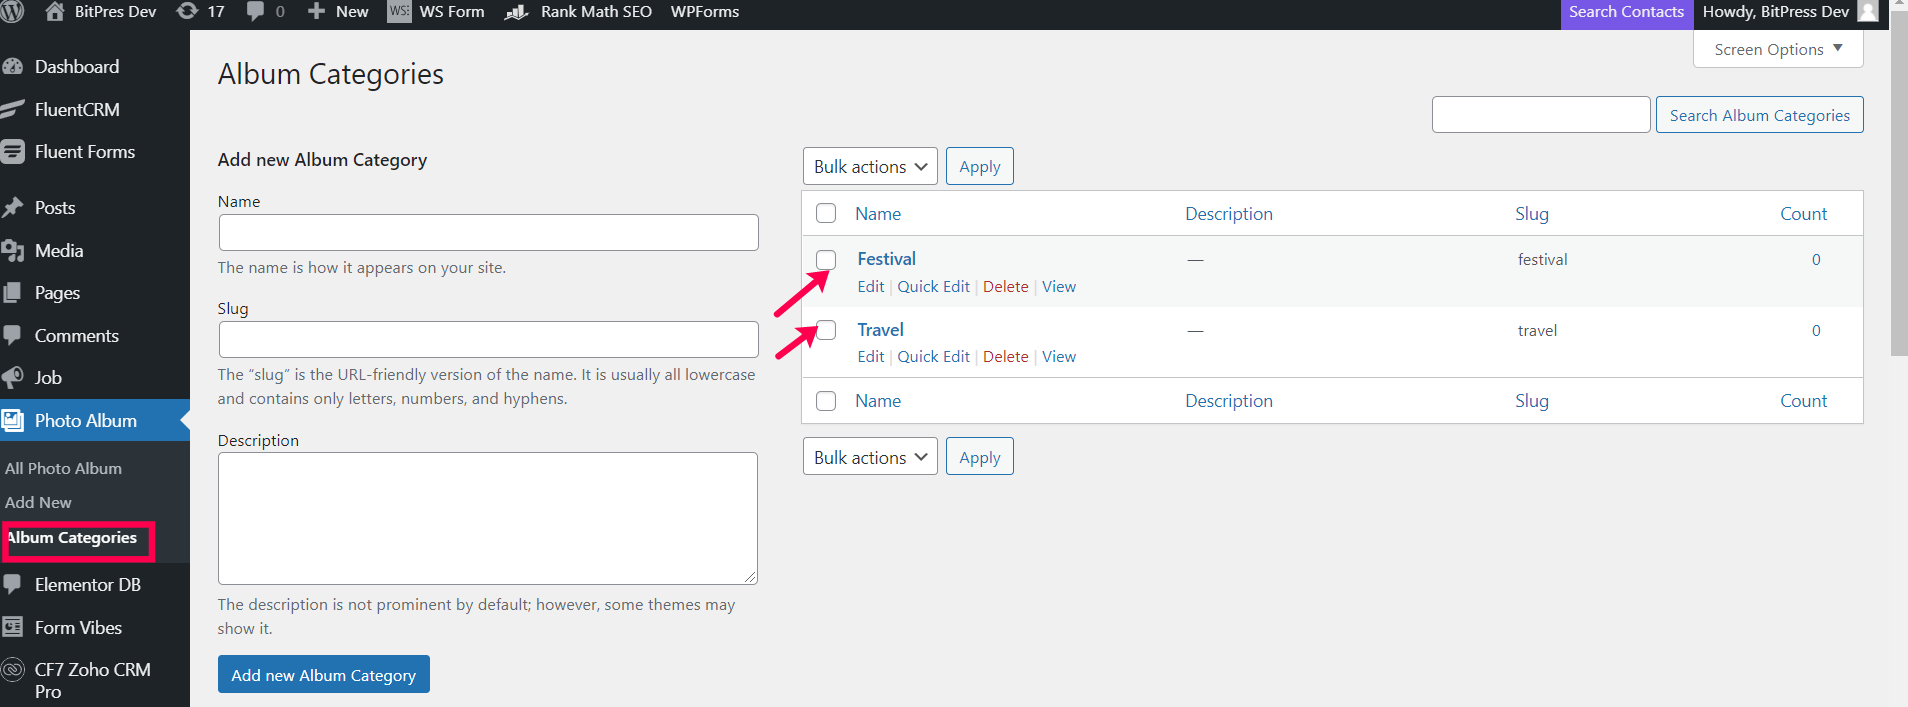 BitPres Dev 17 0 New WS Form Rank Math SEO WPForms Search Contacts Howdy, BitPress Dev
Screen Options
Dashboard
FluentCRM
Fluent Forms
Posts
Media
Pages
Comments
Job
Photo Album
All Photo Album
Add New
Album Categories
Elementor DB
Form Vibes
CF7 Zoho CRM
Pro
Album Categories
Search Album Categories
Add new Album Category
Name
The name is how it appears on your site.
Slug
The “slug” is the URL-friendly version of the name. It is usually all lowercase
and contains only letters, numbers, and hyphens.
Description
The description is not prominent by default; however, some themes may
show it.
Add new Album Category
Bulk actions Apply
Name Description Slug Count
Festival — festival 0
Edit | Quick Edit | Delete | View
Travel — travel 0
Edit | Quick Edit | Delete | View
Name Description Slug Count
Bulk actions Apply